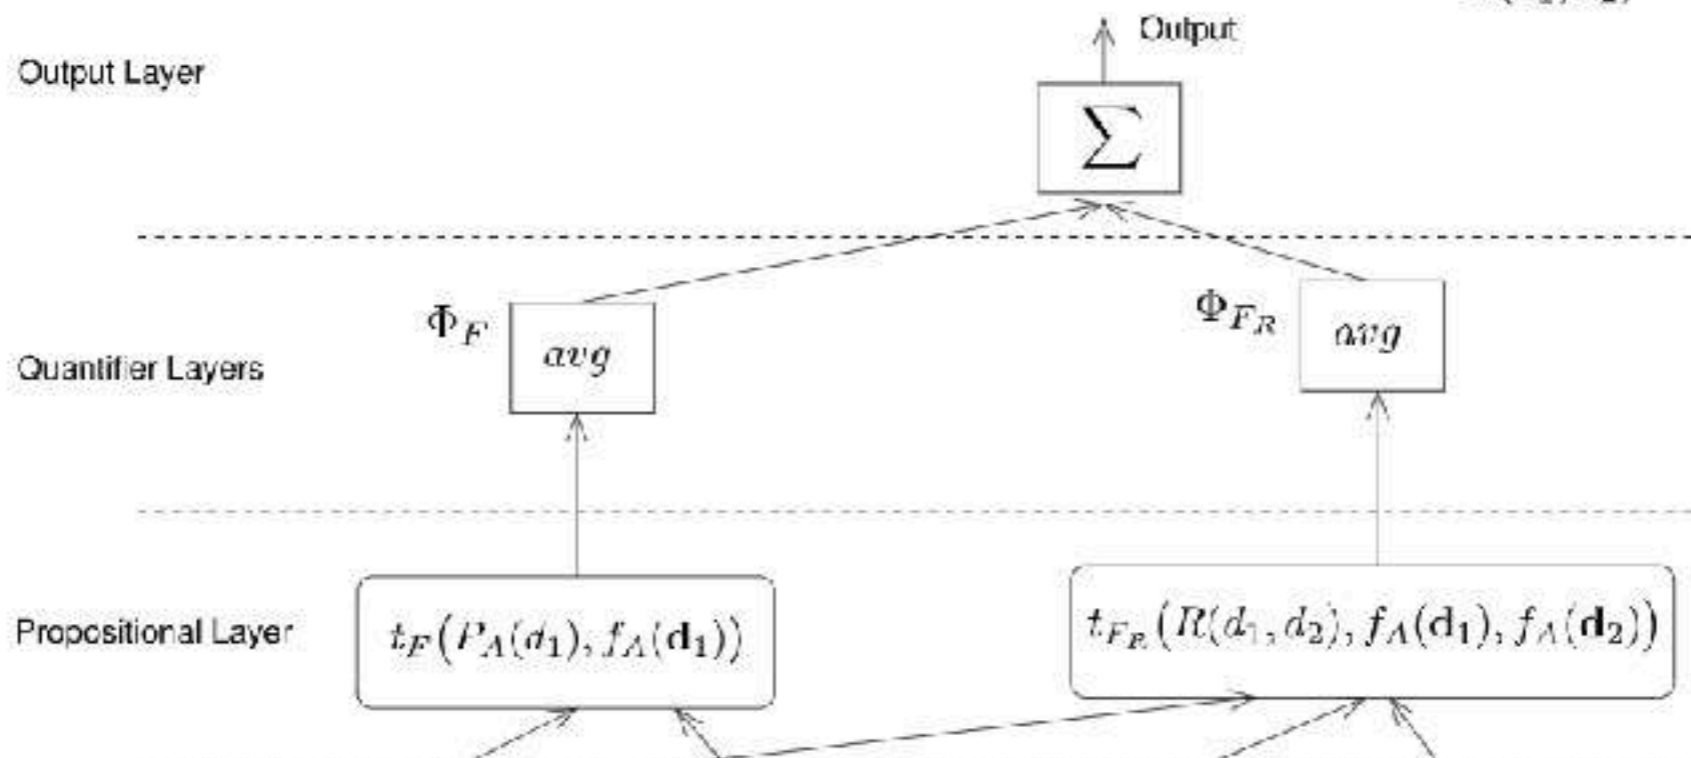 Output
Output Layer
∑
Φ_F
avg
Φ_{F_R}
avg
Quantifier Layers
Propositional Layer
t_F(P_A(d_1), f_A(𝐝_1))
t_{F_R}(R(d_1, d_2), f_A(𝐝_1), f_A(𝐝_2))